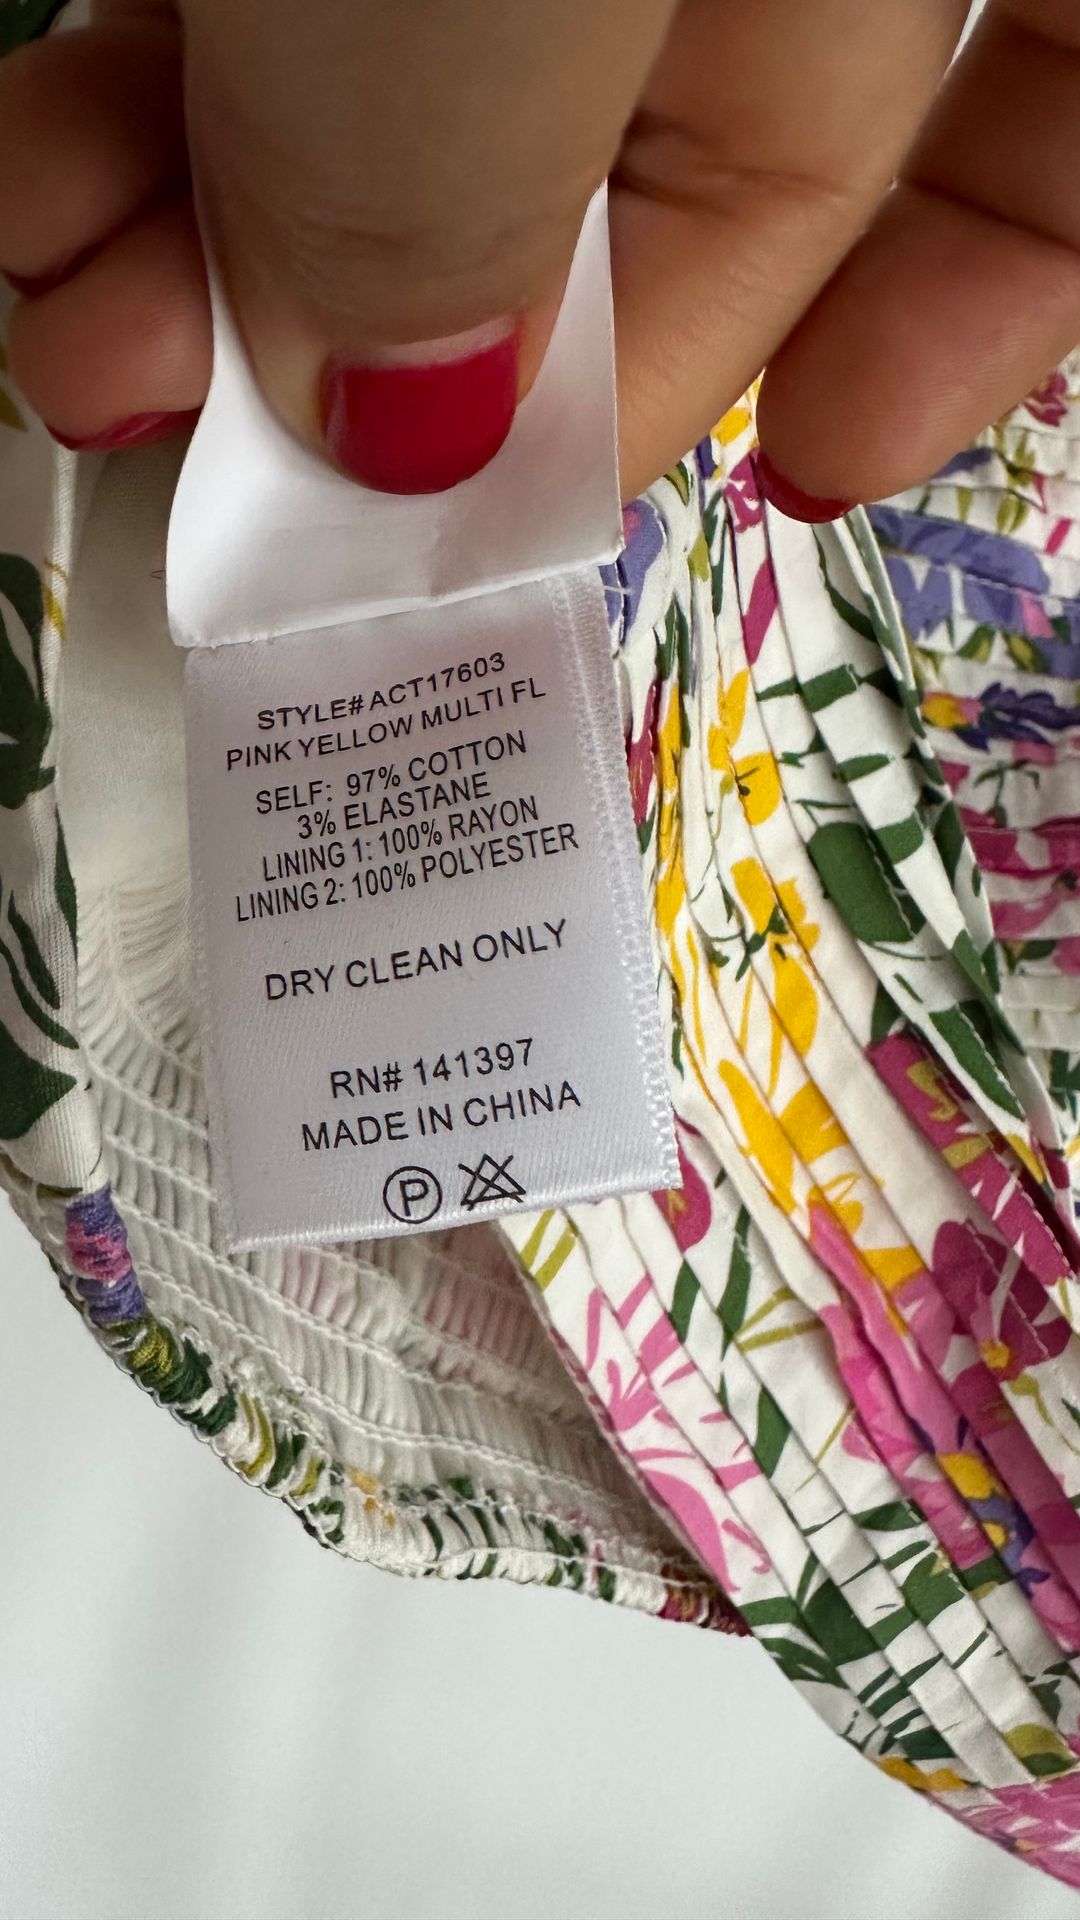 STYLE# ACT17603
PINK YELLOW MULTI FL
SELF: 97% COTTON
3% ELASTANE
LINING 1: 100% RAYON
LINING 2: 100% POLYESTER
DRY CLEAN ONLY
RN# 141397
MADE IN CHINA
P